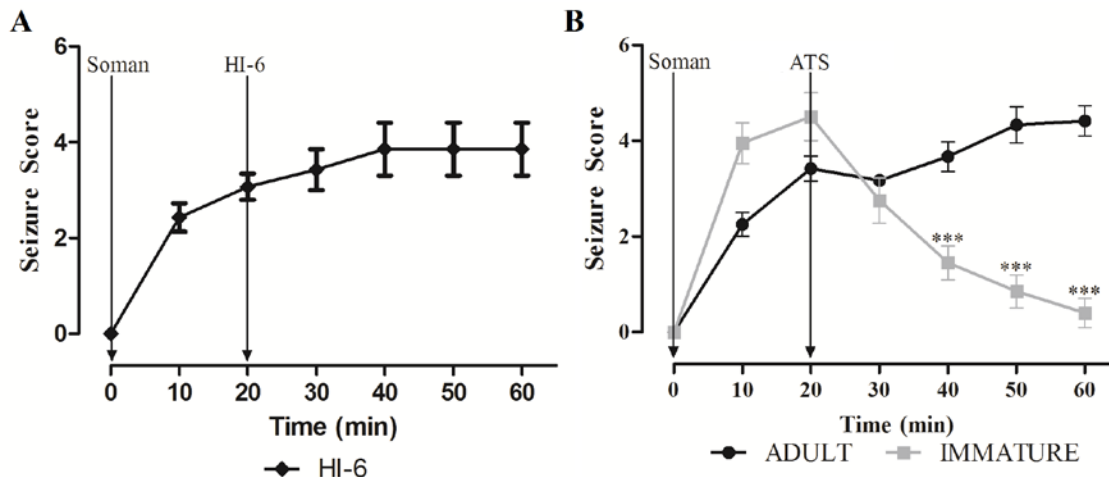 A
Seizure Score
6
4
2
0
Soman
HI-6
0 10 20 30 40 50 60
Time (min)
HI-6
B
Seizure Score
6
4
2
0
Soman
ATS
***
***
***
0 10 20 30 40 50 60
Time (min)
ADULT IMMATURE